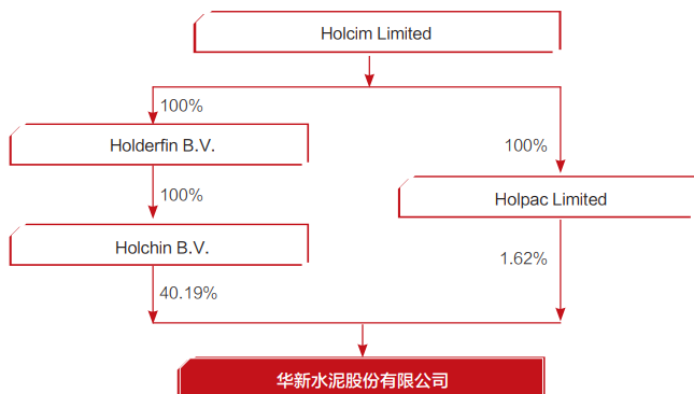 Holcim Limited
100%
Holderfin B.V.
100%
100%
Holpac Limited
Holchin B.V.
1.62%
40.19%
华新水泥股份有限公司